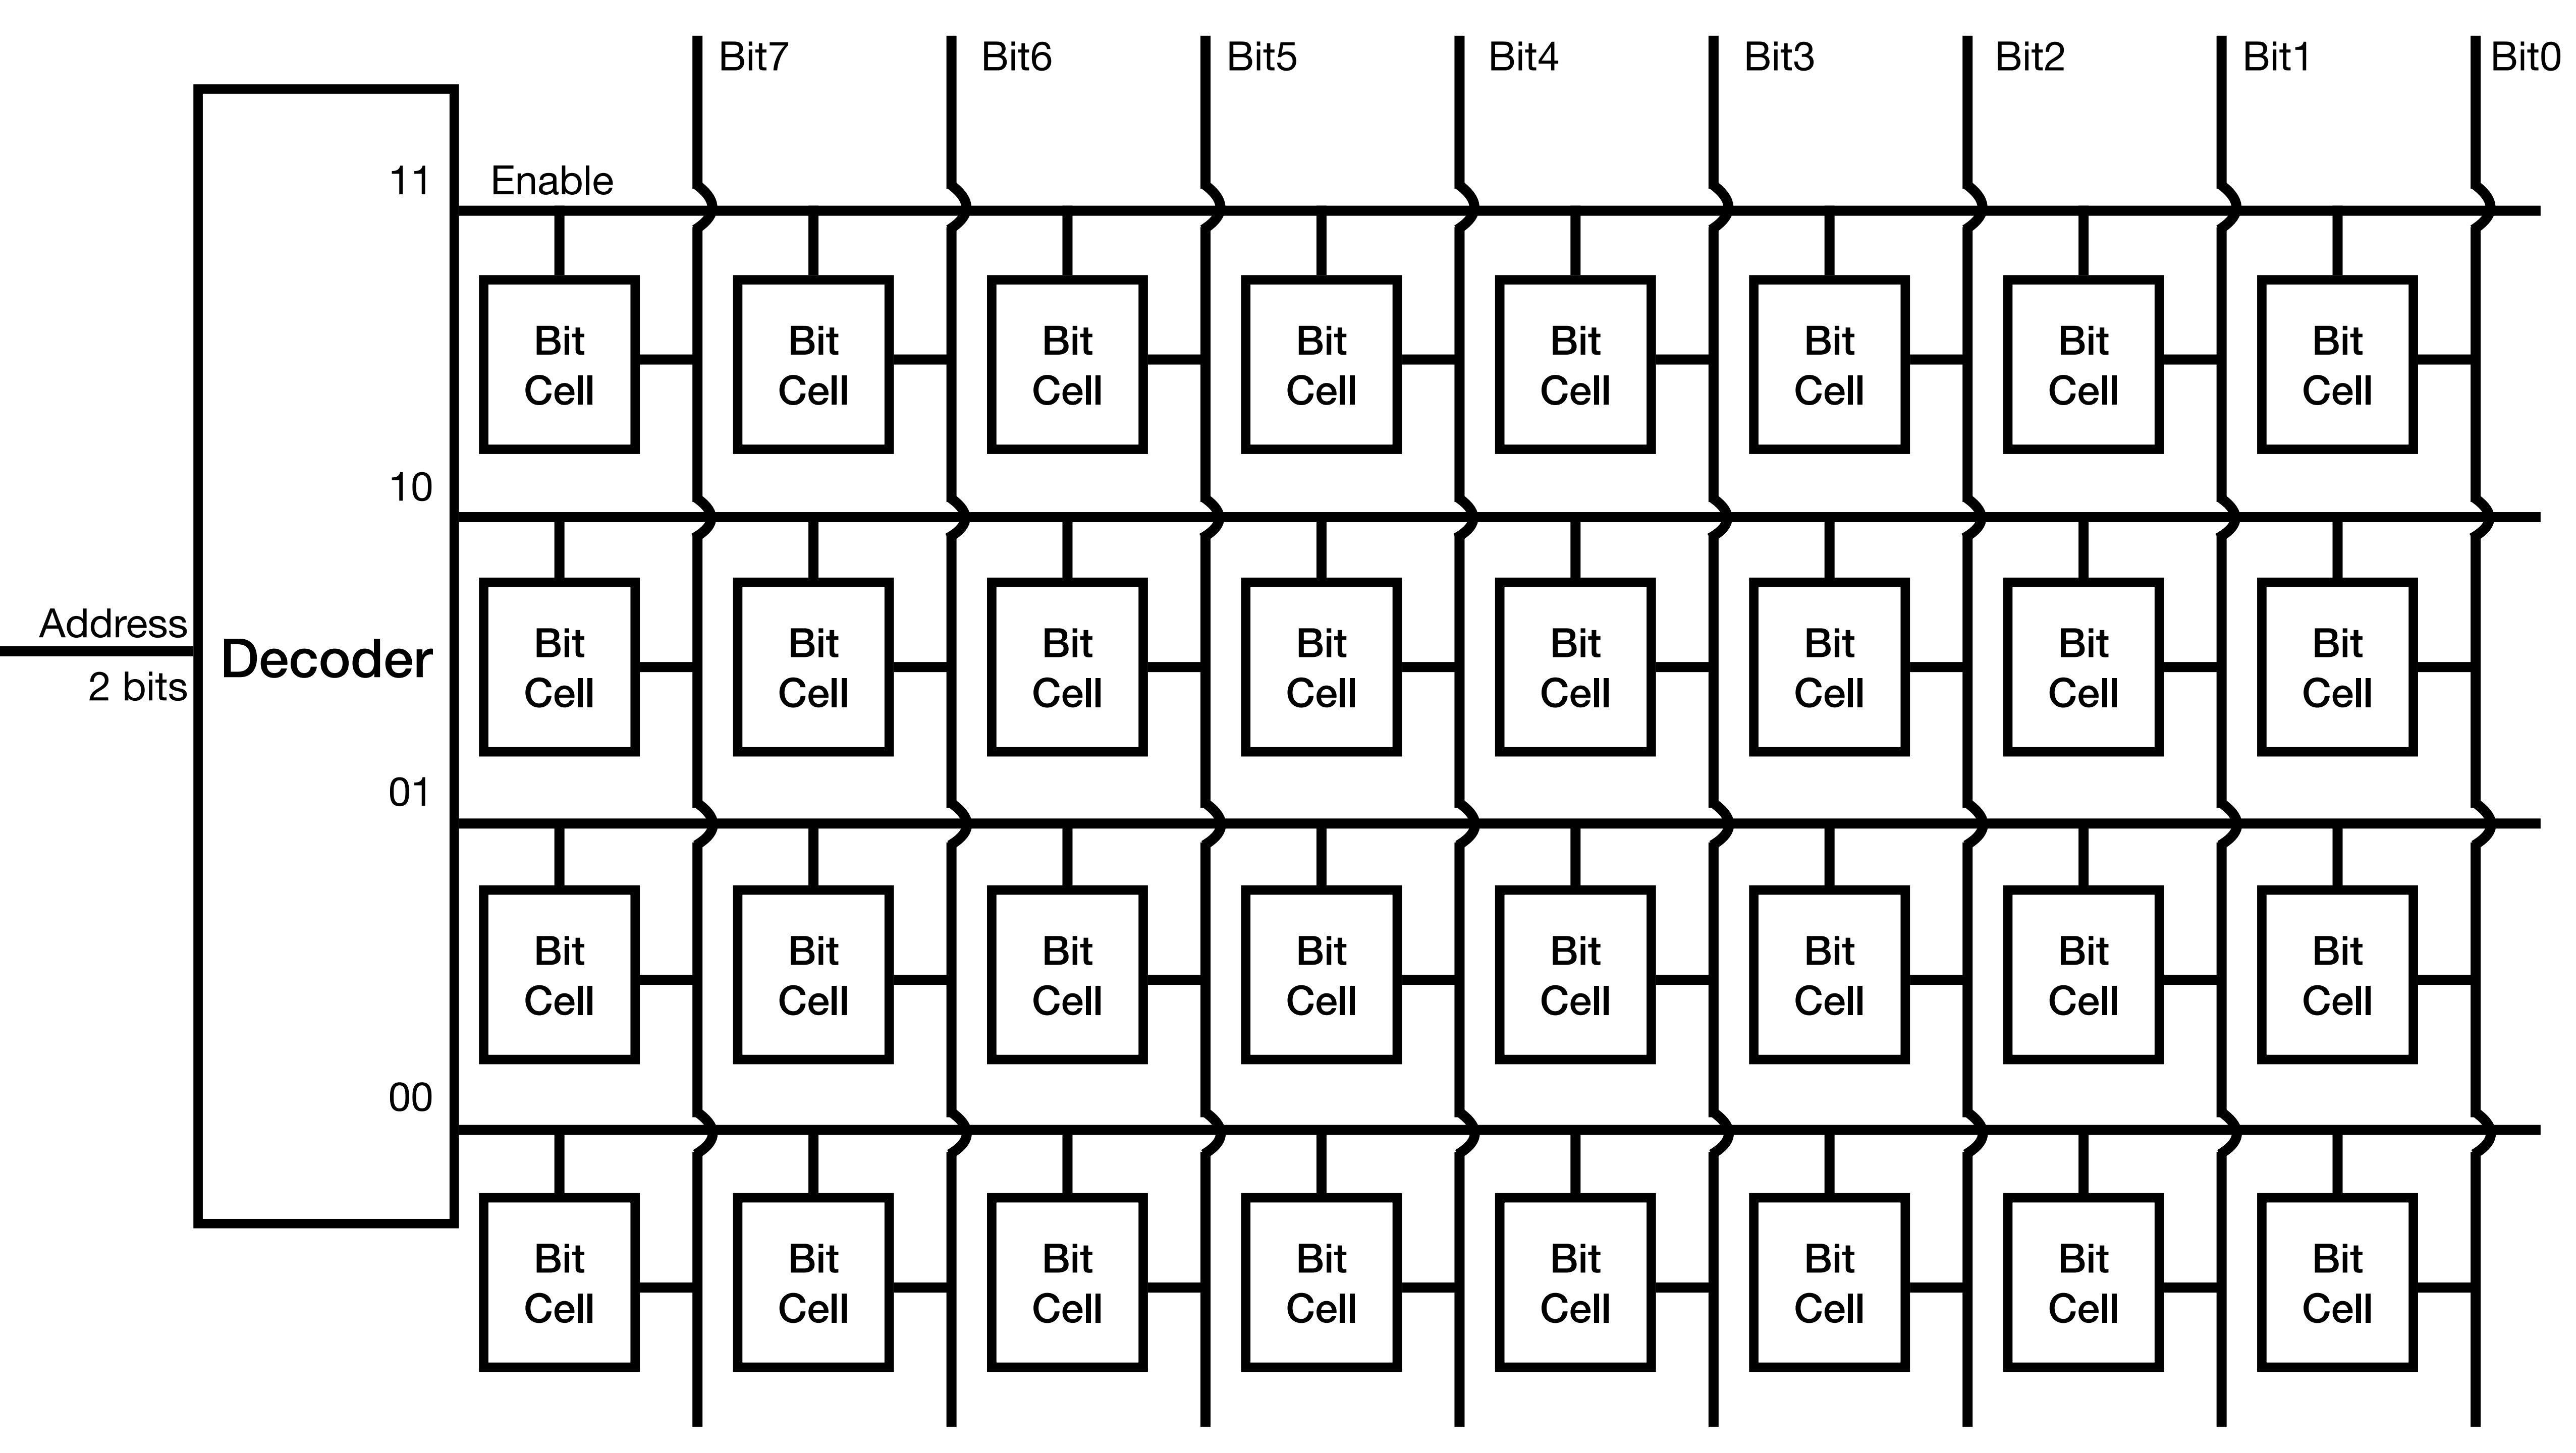 Bit7 Bit6 Bit5 Bit4 Bit3 Bit2 Bit1 Bit0
11 Enable
Bit Bit Bit Bit Bit Bit Bit Bit
Cell Cell Cell Cell Cell Cell Cell Cell
10
Address
Decoder
2 bits
Bit Bit Bit Bit Bit Bit Bit Bit
Cell Cell Cell Cell Cell Cell Cell Cell
01
Bit Bit Bit Bit Bit Bit Bit Bit
Cell Cell Cell Cell Cell Cell Cell Cell
00
Bit Bit Bit Bit Bit Bit Bit Bit
Cell Cell Cell Cell Cell Cell Cell Cell